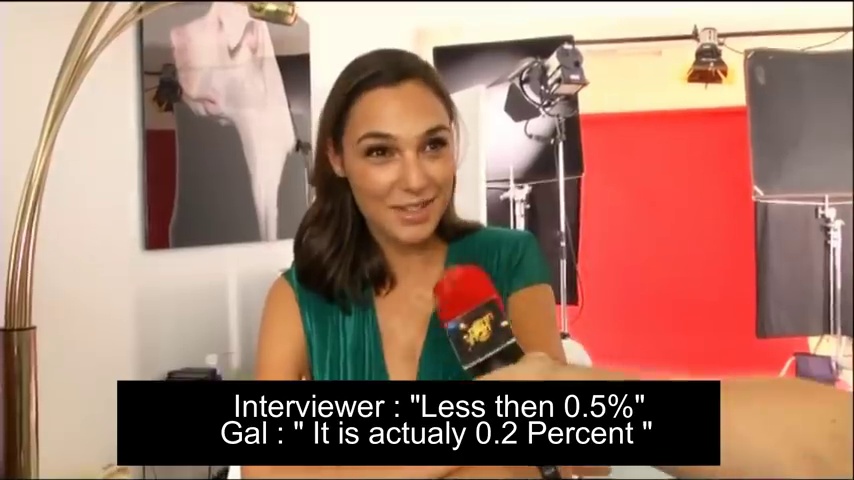 Interviewer : "Less then 0.5%"
Gal : " It is actualy 0.2 Percent "